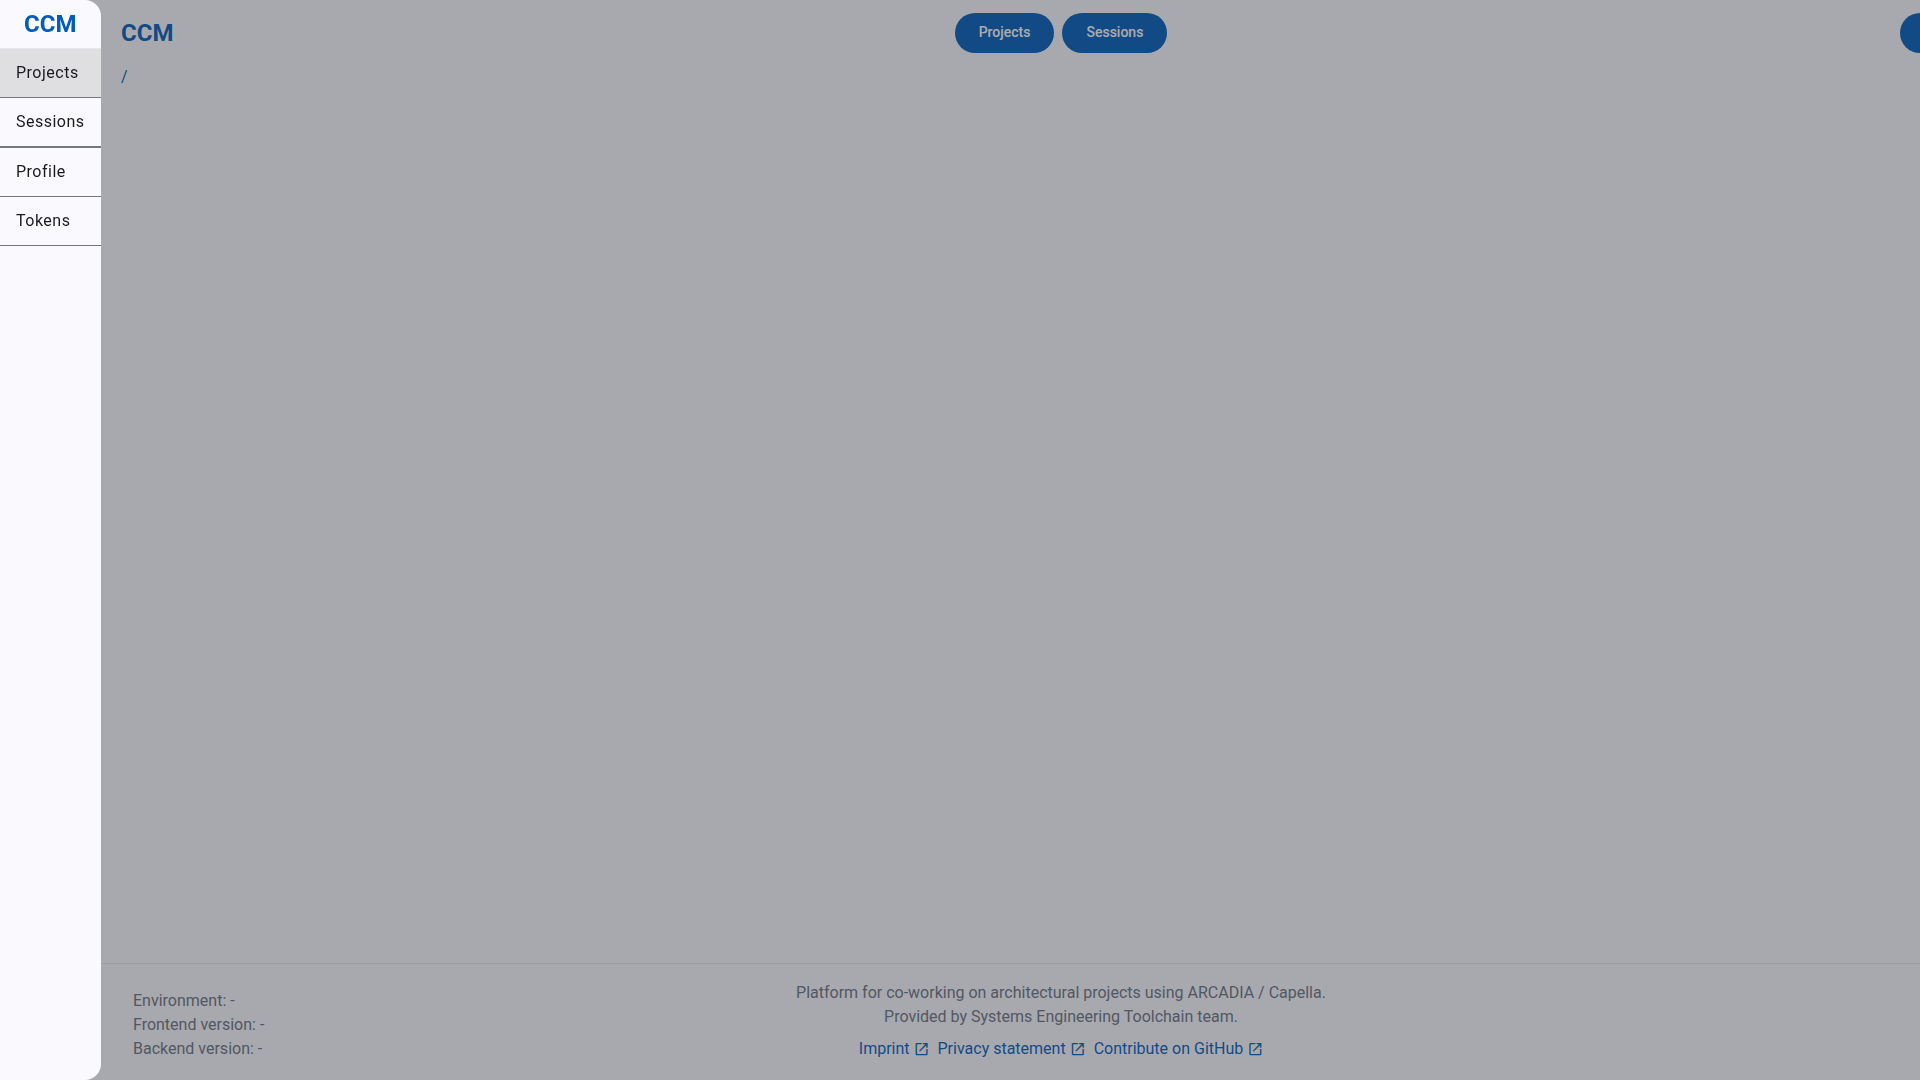 CCM
Projects
Sessions
Profile
Tokens
CCM
Projects
Sessions
/
Environment: -
Frontend version: -
Backend version: -
Platform for co-working on architectural projects using ARCADIA / Capella.
Provided by Systems Engineering Toolchain team.
Imprint Privacy statement Contribute on GitHub